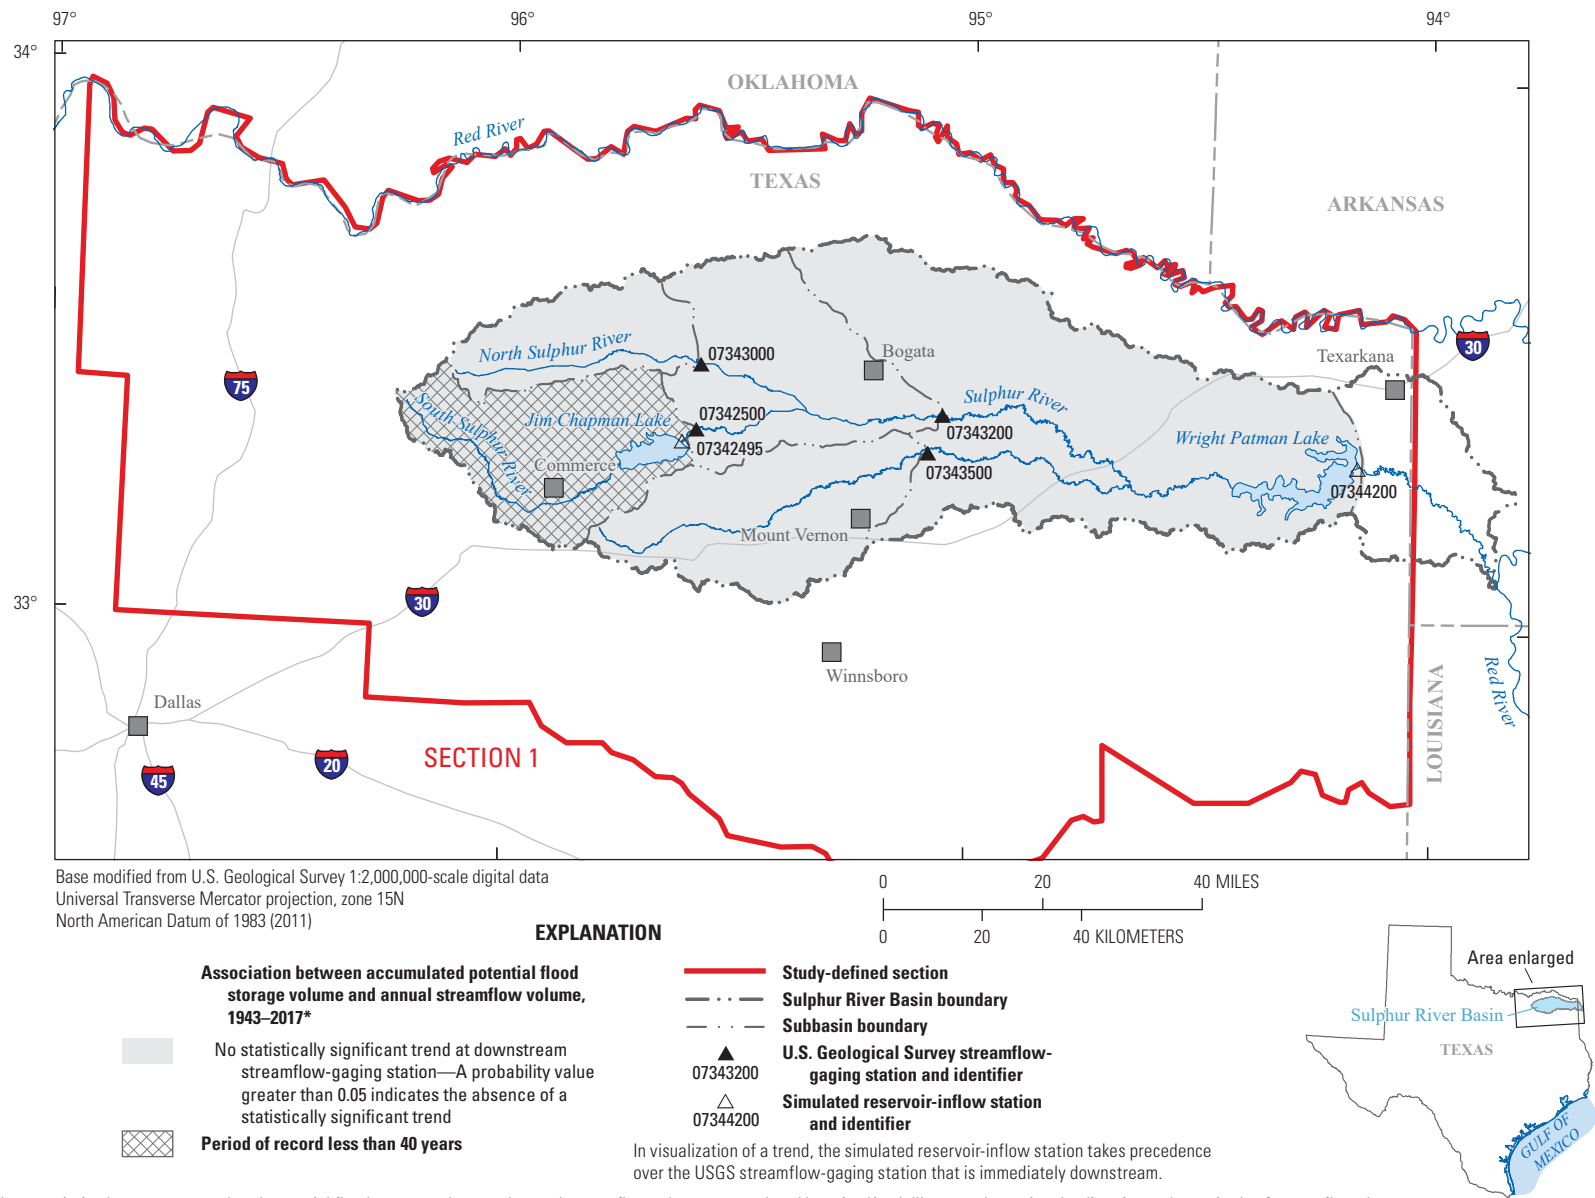 97°
96°
95°
94°
34°
33°
OKLAHOMA
Red River
TEXAS
ARKANSAS
North Sulphur River
07343000
Bogata
Texarkana
30
75
South Sulphur River
Jim Chapman Lake
07342500
07342495
Sulphur River
07343200
Wright Patman Lake
Commerce
07343500
07344200
Mount Vernon
30
Winnsboro
Red River
LOUISIANA
Dallas
SECTION 1
45
20
Base modified from U.S. Geological Survey 1:2,000,000-scale digital data
Universal Transverse Mercator projection, zone 15N
North American Datum of 1983 (2011)
0 20 40 MILES
0 20 40 KILOMETERS
EXPLANATION
Association between accumulated potential flood
storage volume and annual streamflow volume,
1943–2017*
No statistically significant trend at downstream
streamflow-gaging station—A probability value
greater than 0.05 indicates the absence of a
statistically significant trend
Period of record less than 40 years
Study-defined section
Sulphur River Basin boundary
Subbasin boundary
U.S. Geological Survey streamflow-
gaging station and identifier
07343200
Simulated reservoir-inflow station
and identifier
07344200
In visualization of a trend, the simulated reservoir-inflow station takes precedence
over the USGS streamflow-gaging station that is immediately downstream.
Area enlarged
Sulphur River Basin
TEXAS
GULF OF
MEXICO